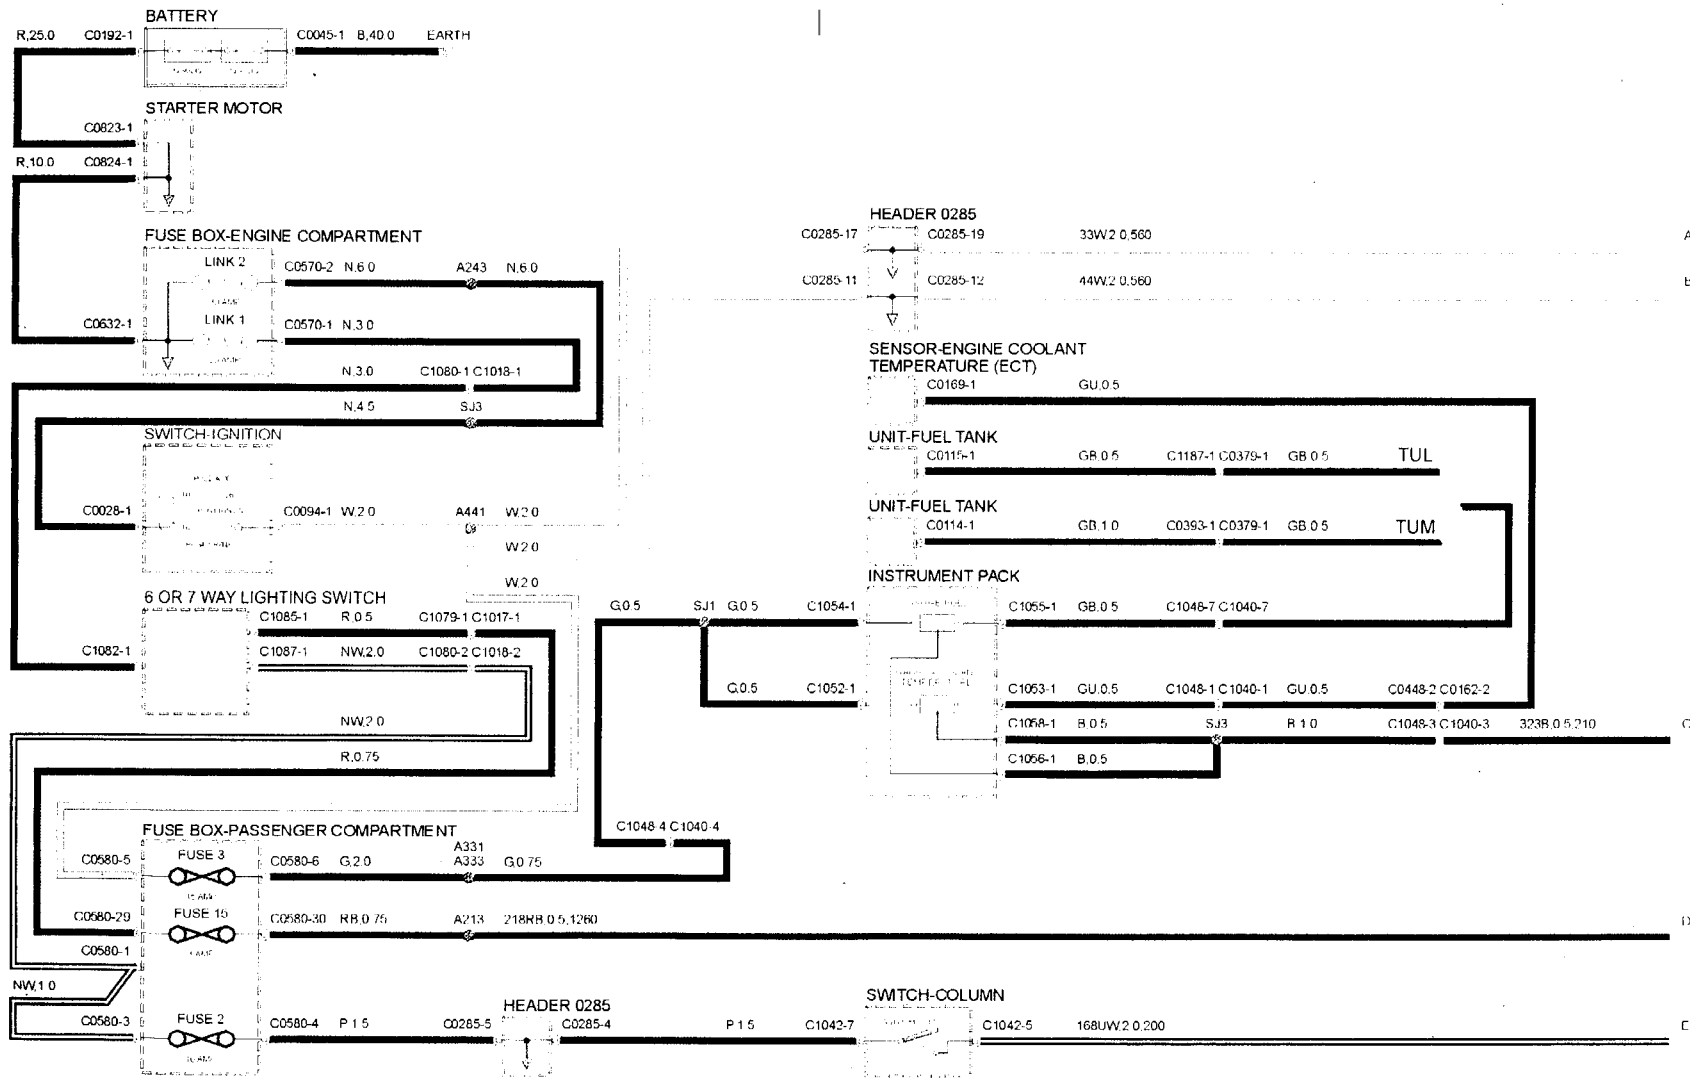 BATTERY
R,25.0 C0192-1 C0045-1 B,40.0 EARTH
STARTER MOTOR
C0823-1
R,10.0 C0824-1
FUSE BOX-ENGINE COMPARTMENT
LINK 2
C0570-2 N,6.0 A243 N,6.0
LINK 1
C0632-1 C0570-1 N,3.0
N,3.0 C1080-1 C1018-1
N,4.5 SJ3
SWITCH-IGNITION
C0028-1 C0094-1 W,2.0 A441 W,2.0
W,2.0
W,2.0
6 OR 7 WAY LIGHTING SWITCH
C1085-1 R,0.5 C1079-1 C1017-1
C1082-1 C1087-1 NW,2.0 C1080-2 C1018-2
NW,2.0
R,0.75
FUSE BOX-PASSENGER COMPARTMENT
A331
FUSE 3
C0580-5 C0580-6 G,2.0 A333 G,0.75
FUSE 15
C0580-29 C0580-30 RB,0.75 A213 218RB,0.5,1260 D
C0580-1
NW,1.0
FUSE 2
C0580-3 C0580-4 P,1.5 C0285-5
HEADER 0285
C0285-4 P,1.5 C1042-7
SWITCH-COLUMN
C1042-5 168UW,2.0,200 E
HEADER 0285
C0285-17 C0285-19 33W,2.0,560 A
C0285-11 C0285-12 44W,2.0,560 B
SENSOR-ENGINE COOLANT
TEMPERATURE (ECT)
C0169-1 GU,0.5
UNIT-FUEL TANK
C0115-1 GB,0.5 C1187-1 C0379-1 GB,0.5 TUL
UNIT-FUEL TANK
C0114-1 GB,1.0 C0393-1 C0379-1 GB,0.5 TUM
INSTRUMENT PACK
G,0.5 SJ1 G,0.5 C1054-1 C1055-1 GB,0.5 C1048-7 C1040-7
G,0.5 C1052-1 C1053-1 GU,0.5 C1048-1 C1040-1 GU,0.5 C0448-2 C0162-2
C1058-1 B,0.5 SJ3 B,1.0 C1048-3 C1040-3 323B,0.5,210 C
C1056-1 B,0.5
C1048-4 C1040-4